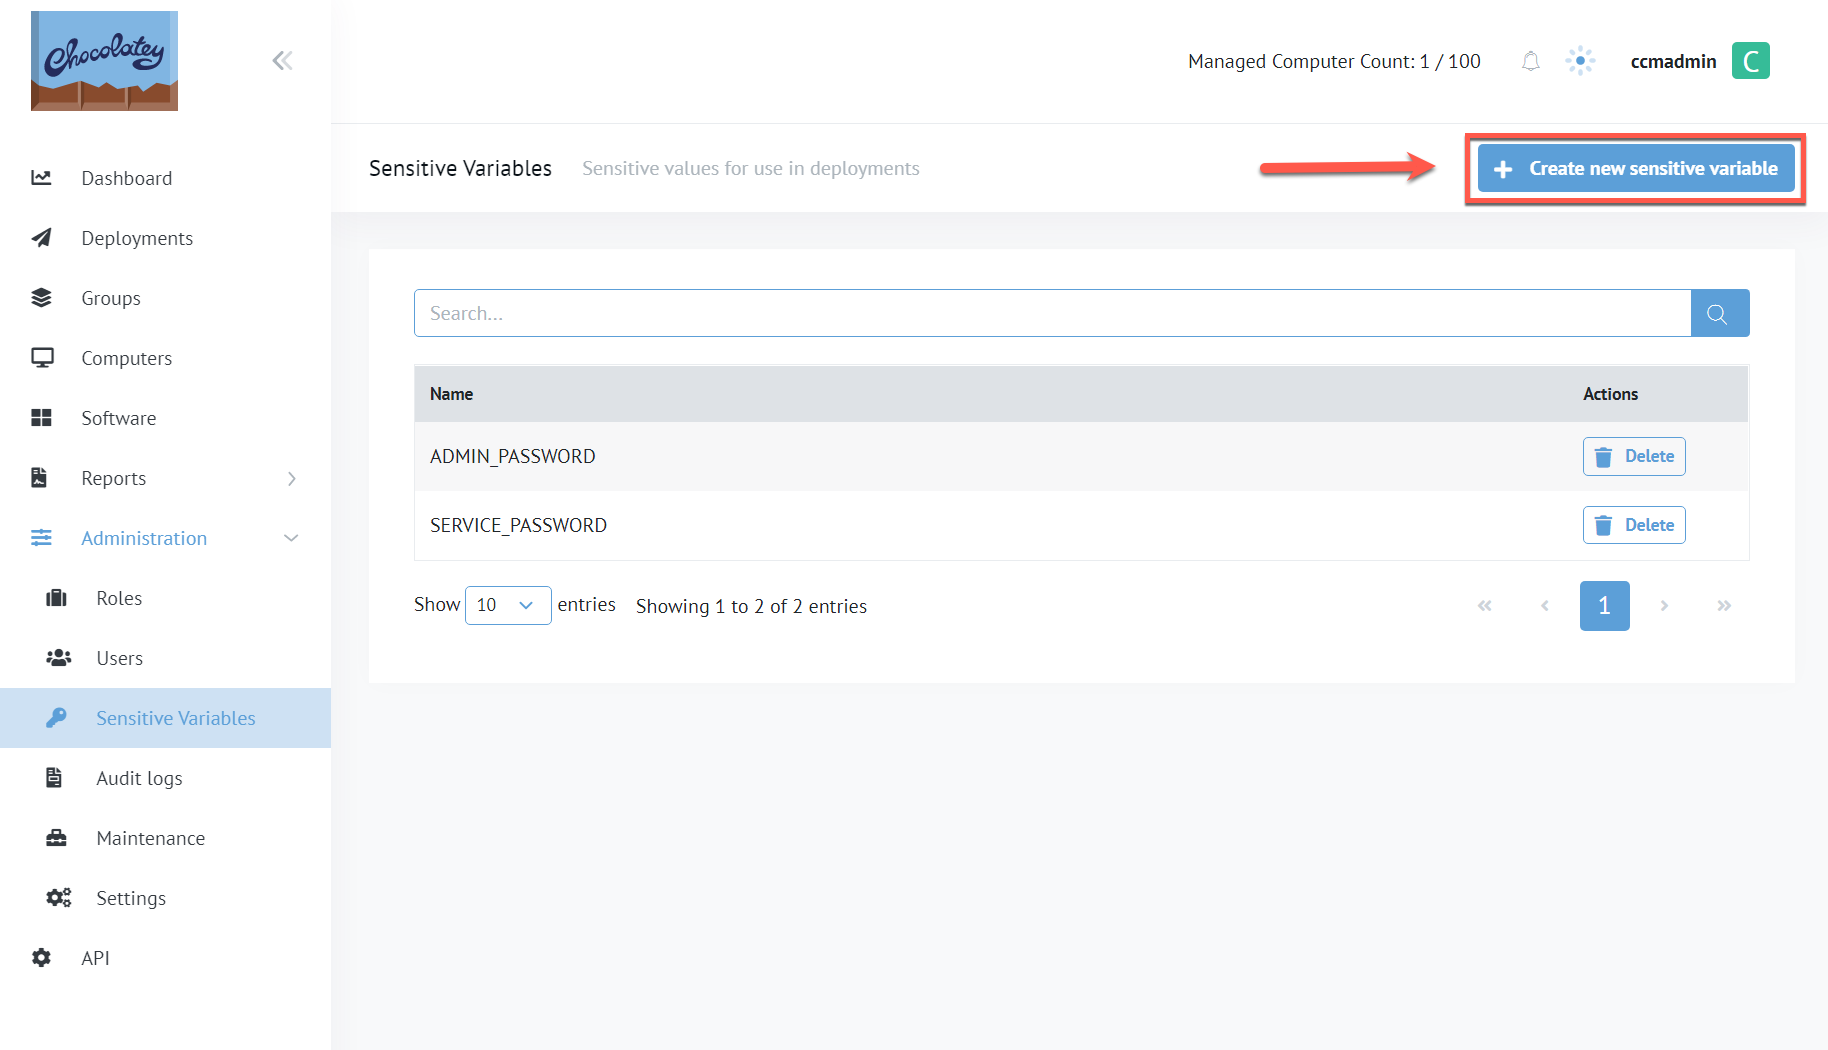 Chocolatey
Managed Computer Count: 1 / 100
ccmadmin
C
Sensitive Variables
Sensitive values for use in deployments
Create new sensitive variable
Dashboard
Deployments
Groups
Computers
Software
Reports
Administration
Roles
Users
Sensitive Variables
Audit logs
Maintenance
Settings
API
Search...
Name Actions
ADMIN_PASSWORD Delete
SERVICE_PASSWORD Delete
Show 10 entries Showing 1 to 2 of 2 entries « ‹ 1 › »